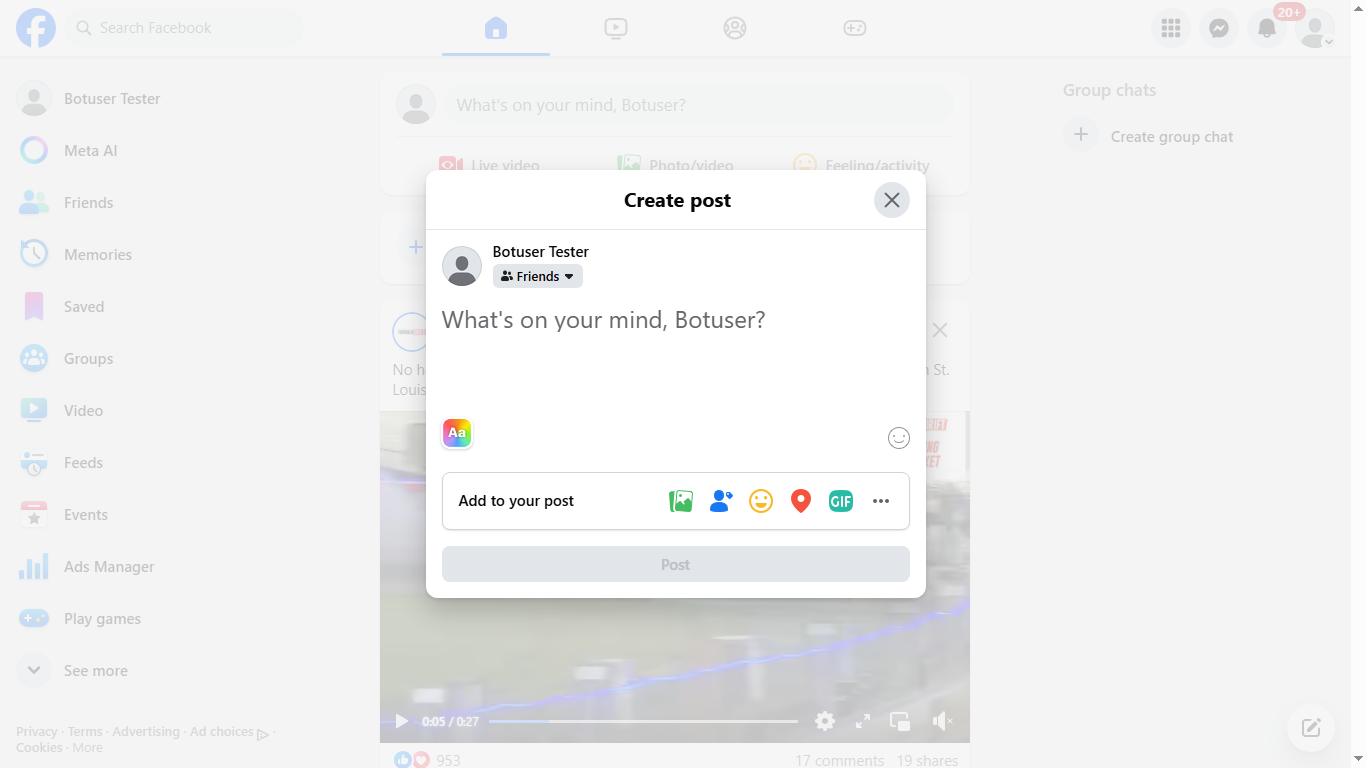 Search Facebook
20+
Botuser Tester
Meta AI
Friends
Memories
Saved
Groups
Video
Feeds
Events
Ads Manager
Play games
See more
Privacy · Terms · Advertising · Ad choices ·
Cookies · More
What's on your mind, Botuser?
Live video
Photo/video
Feeling/activity
Create post
Botuser Tester
Friends
What's on your mind, Botuser?
Aa
Add to your post
GIF
Post
No
St.
Louis
0:05 / 0:27
953
17 comments
19 shares
Group chats
Create group chat